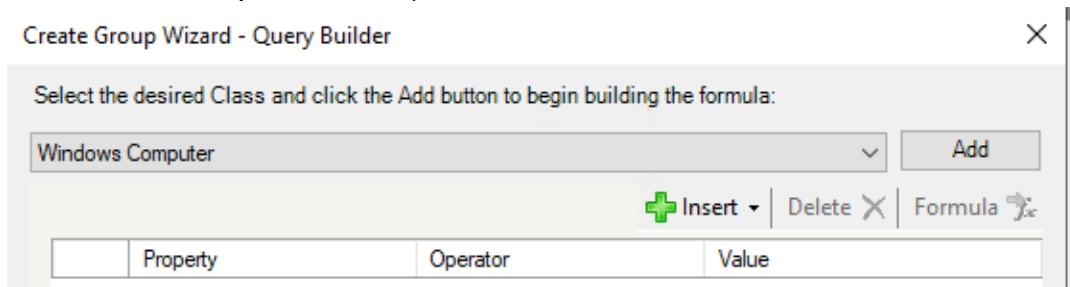 Create Group Wizard - Query Builder
Select the desired Class and click the Add button to begin building the formula:
Windows Computer Add
Insert Delete Formula
Property Operator Value